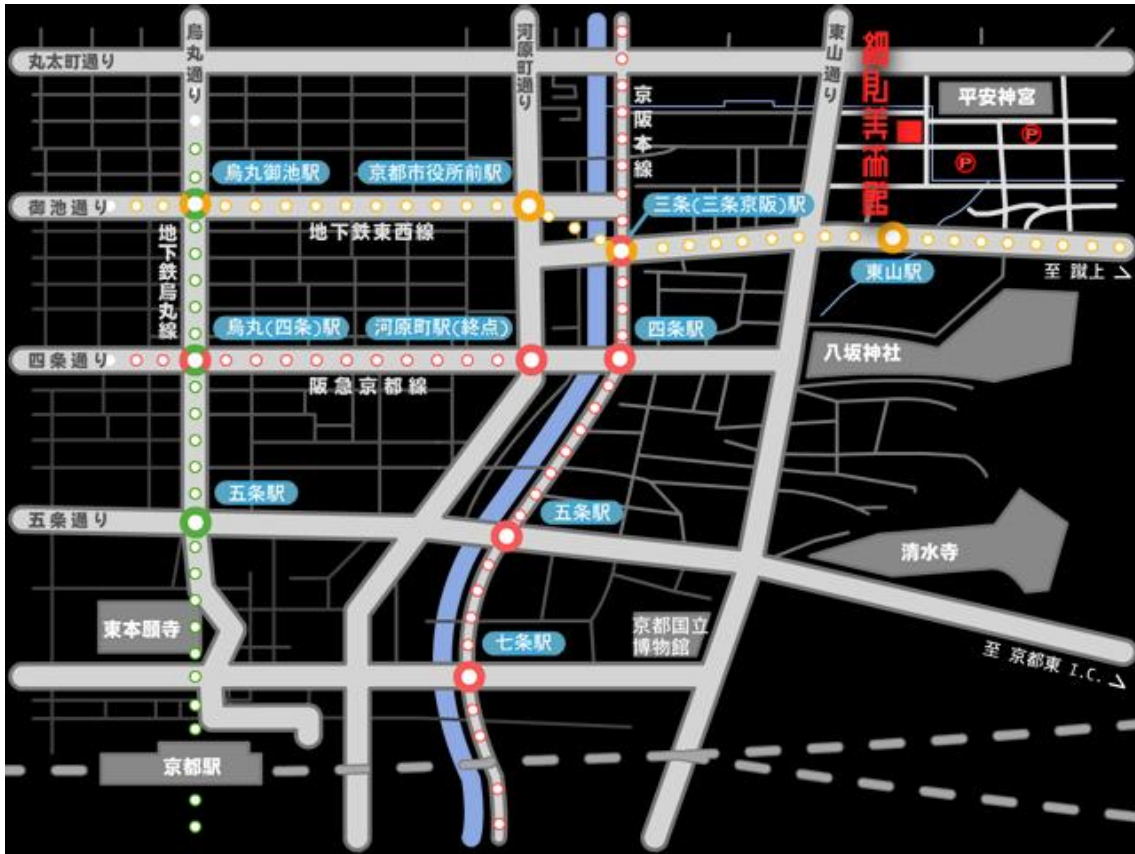 烏丸通り
河原町通り
東山通り
細見美术館
丸太町通り
京阪本線
平安神宮
P
P
烏丸御池駅
京都市役所前駅
三条(三条京阪)駅
御池通り
地下鉄東西線
地下鉄烏丸線
東山駅
至 蹴上
烏丸(四条)駅
河原町駅(終点)
四条駅
四条通り
八坂神社
阪急京都線
五条駅
五条駅
五条通り
清水寺
東本願寺
七条駅
京都国立
博物館
至 京都東 I.C.
京都駅